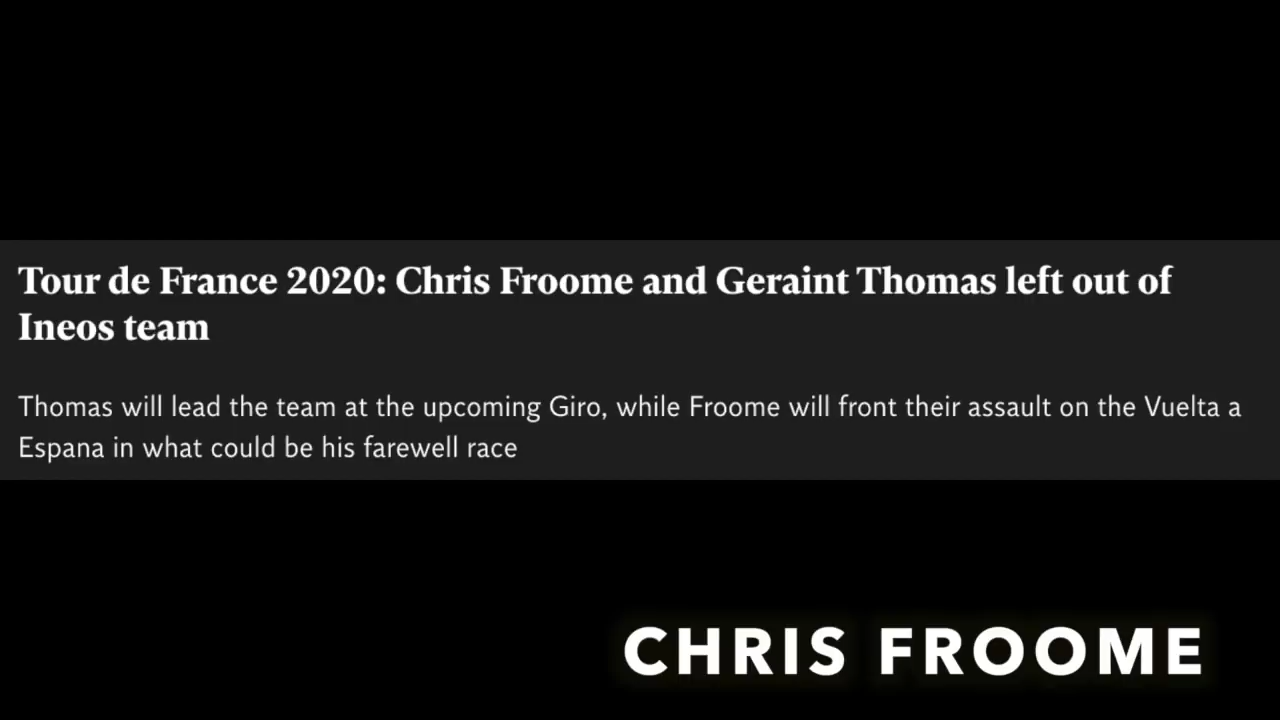 Tour de France 2020: Chris Froome and Geraint Thomas left out of
Ineos team
Thomas will lead the team at the upcoming Giro, while Froome will front their assault on the Vuelta a
Espana in what could be his farewell race
CHRIS FROOME